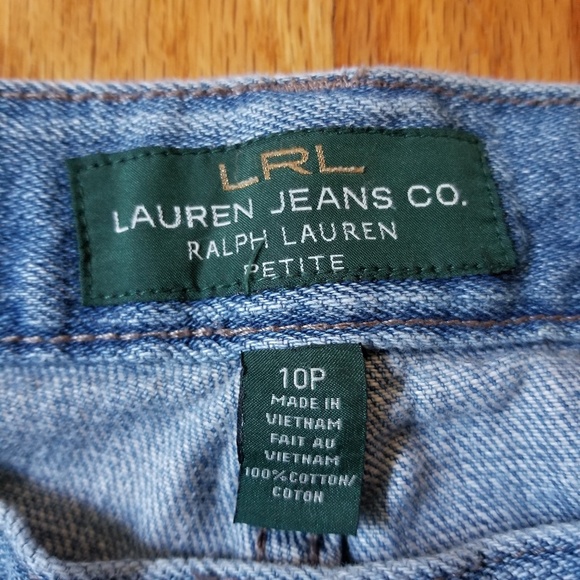 LRL
LAUREN JEANS CO.
RALPH LAUREN
PETITE
10P
MADE IN
VIETNAM
FAIT AU
VIETNAM
100% COTTON/
COTON